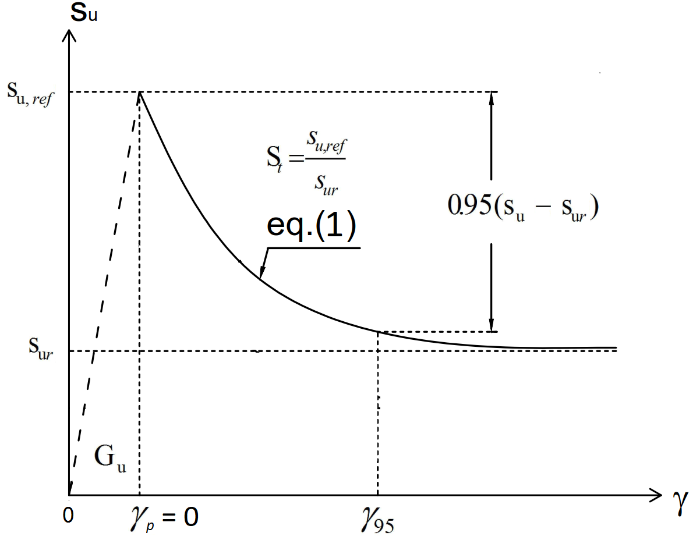 Su
Su, ref
St = su,ref / sur
0.95(su − sur)
eq.(1)
Sur
Gu
0
γp = 0
γ95
γ